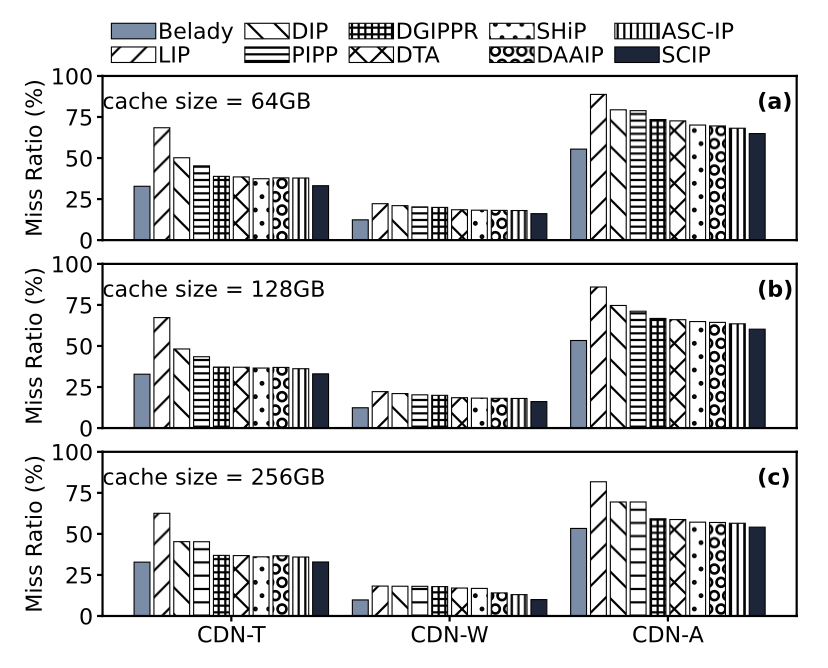 Belady DIP DGIPPR SHiP ASC-IP
LIP PIPP DTA DAAIP SCIP
100
75
50
25
0
Miss Ratio (%)
cache size = 64GB
(a)
100
75
50
25
0
Miss Ratio (%)
cache size = 128GB
(b)
100
75
50
25
0
Miss Ratio (%)
cache size = 256GB
(c)
CDN-T CDN-W CDN-A